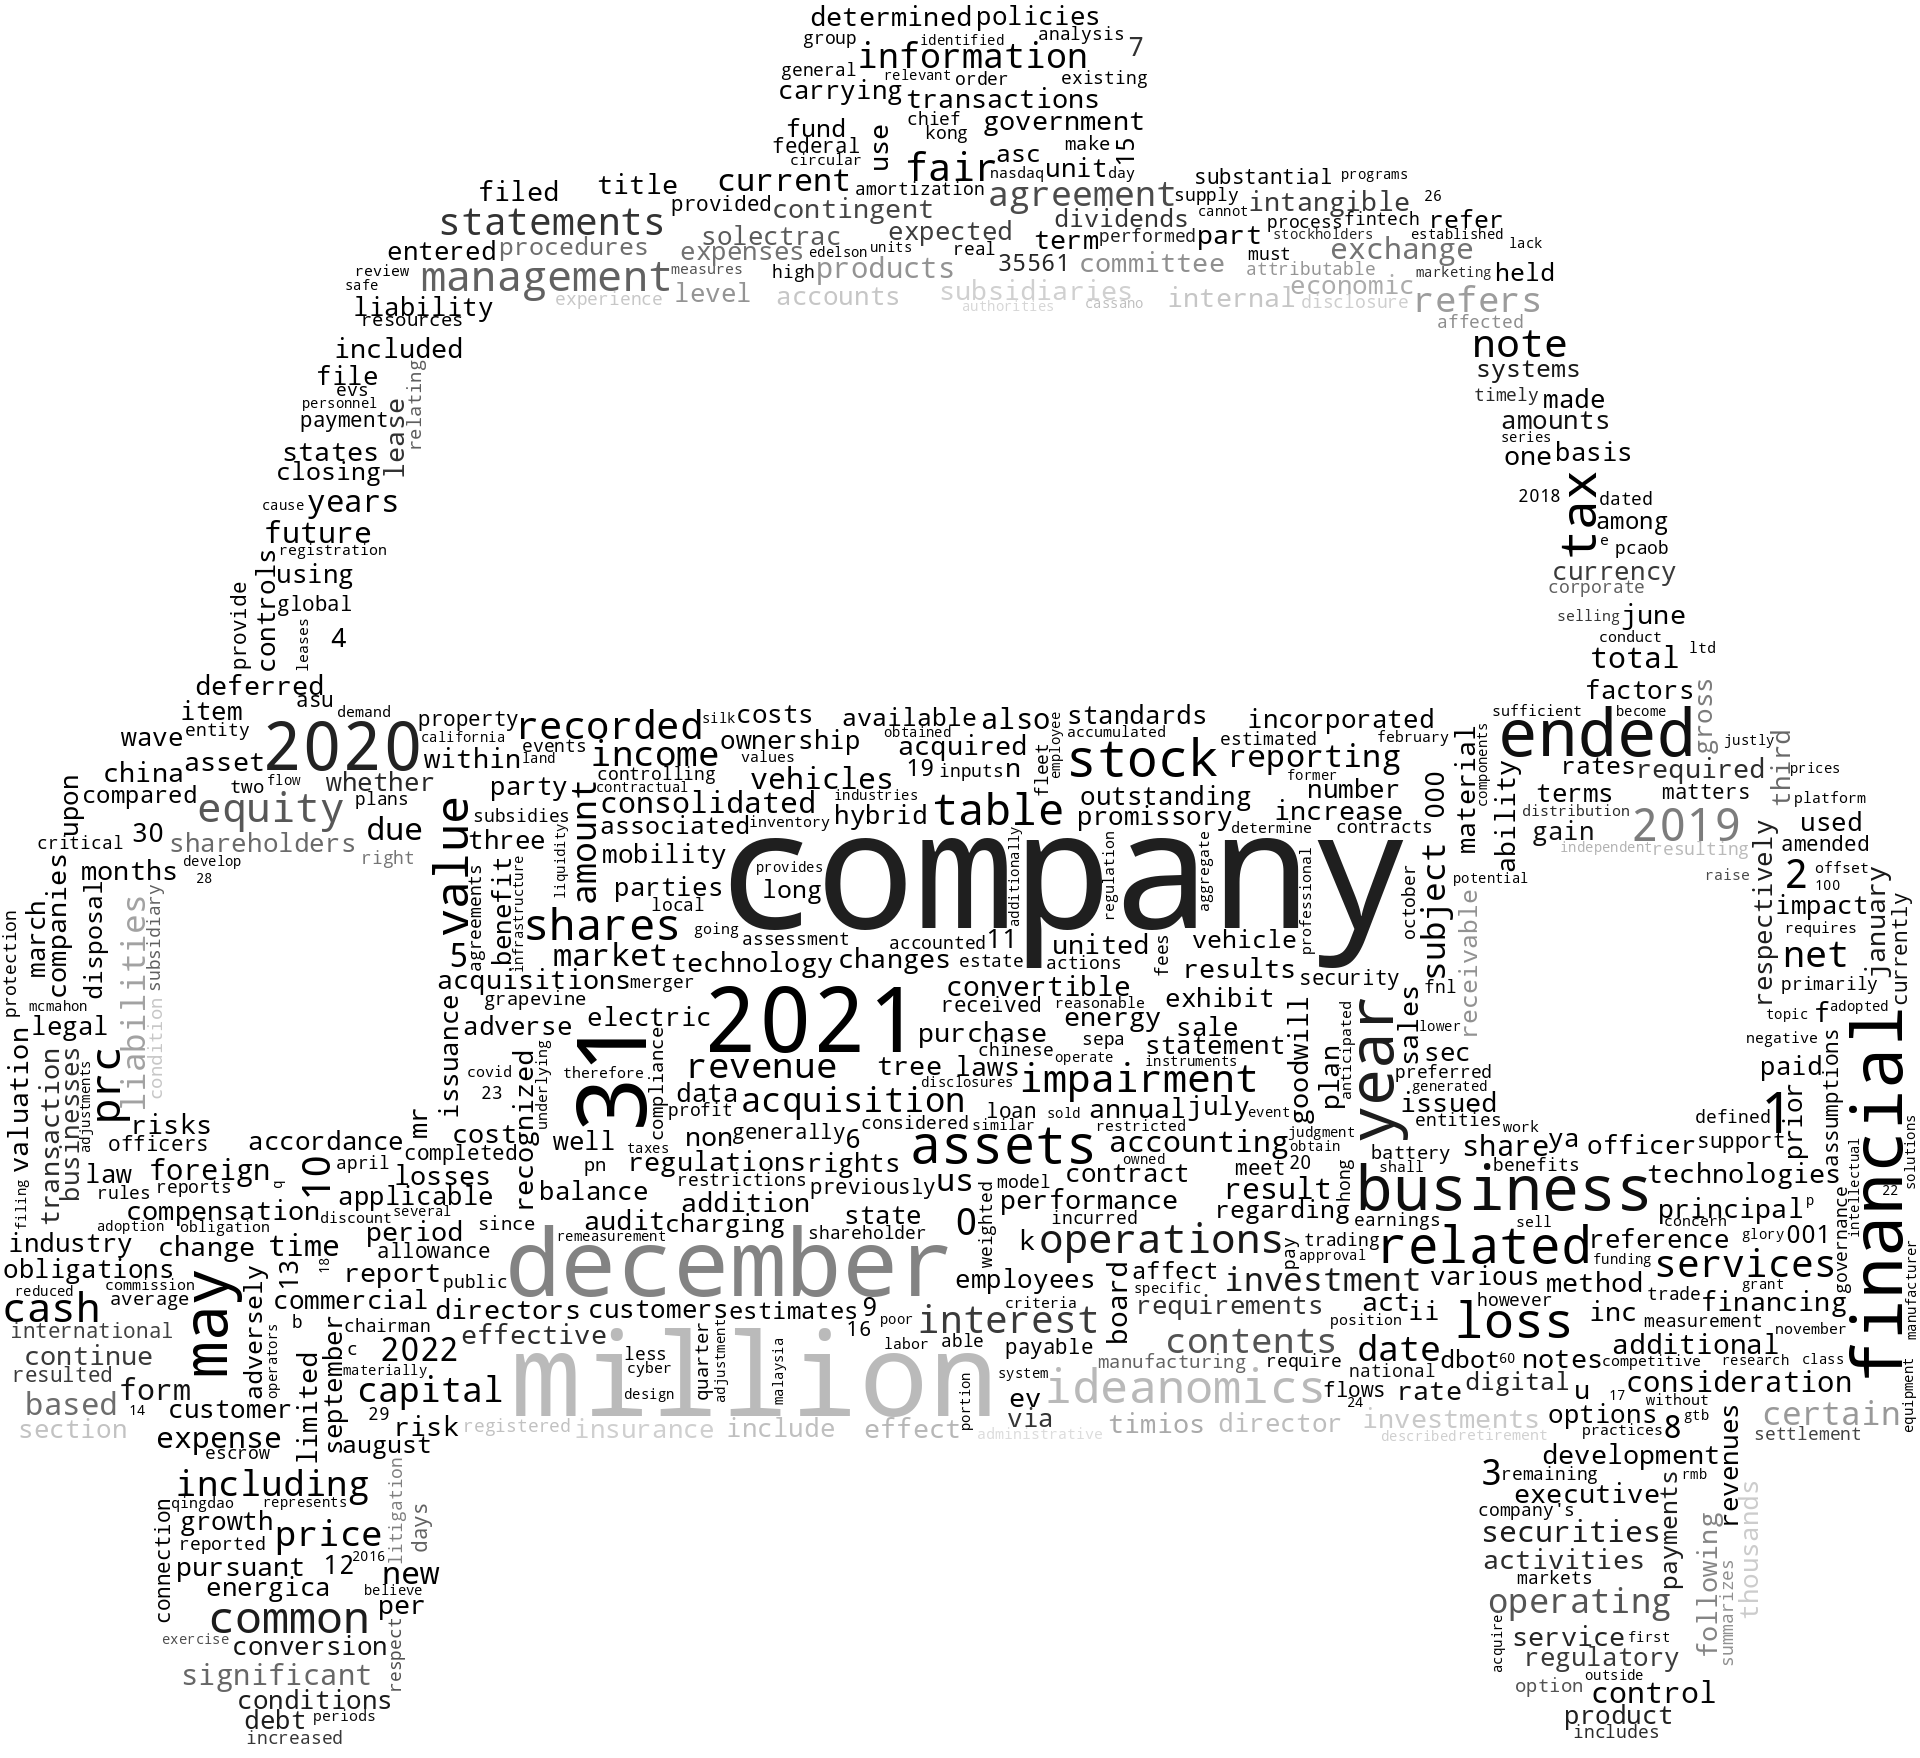 determined policies
group identified analysis 7
information
general relevant order existing
carrying transactions
chief government
fund use kong
federal make 15
circular fair asc
nasdaq unit day
filed title current amortization agreement substantial programs
provided contingent supply intangible 26
statements dividends cannot process fintech refer
entered procedures solectrac expected term performed part stockholders established
expenses edelson units real must exchange lack
review management measures high products 35561 committee attributable marketing held
safe experience level accounts subsidiaries internal economic disclosure refers
liability authorities cassano
resources affected
included note
file relating systems
evs timely made
personnel lease amounts
payment series
states one basis
closing
cause years 2018 tax dated
future among
registration e pcaob
controls using currency
provide global corporate
leases 4 selling june
conduct ltd
total
deferred factors gross
asu
item demand property recorded silk costs available also standards incorporated sufficient become
wave entity 2020 california events income ownership obtained acquired employee accumulated estimated february ended justly
asset within land values stock reporting material third
china two flow whether controlling vehicles 19 inputs n fleet former components rates required prices
upon compared equity plans party amount contractual industries outstanding number 000 ability terms matters platform
critical 30 shareholders due value subsidies consolidated hybrid table promissory increase distribution 2019 used
three liquidity associated inventory determine contracts gain amended
months develop right mobility company independent resulting
28 benefit infrastructure parties provides additionally regulation aggregate professional subject potential raise respectively 2 offset
march companies disposal subsidiary agreements local long 100
protection liabilities shares going october receivable impact january currently
5 market assessment accounted 11 united fees vehicle requires
technology changes estate actions results security net
mcmahon acquisitions merger convertible fnl primarily
legal condition grapevine 2021 received reasonable exhibit year topic f adopted
adverse electric purchase energy sale goodwill anticipated sales lower
valuation transaction businesses adjustments prc issuance underlying compliance chinese sepa statement plan sec negative financial
covid therefore 31 revenue tree laws operate instruments preferred paid assumptions
23 data disclosures impairment generated
risks mr profit acquisition loan sold annual july event issued defined 1 prior
officers accordance cost well non generally 6 considered similar restricted judgment entities work
completed recognized taxes assets accounting obtain share ya officer support
law foreign 10 april losses pn regulations rights owned meet 20 battery shall benefits technologies solutions
filing rules reports q applicable balance restrictions previously us contract hong business intellectual
compensation addition weighted model result 22
adoption obligation discount several since audit charging state 0 performance regarding earnings sell principal p
industry change time period remeasurement shareholder incurred concern glory 001
allowance december k operations pay trading related reference governance
obligations 13 18 report public employees affect approval funding services manufacturer
reduced commission board specific investment various method grant
cash average may adversely commercial directors customers estimates 9 criteria requirements however trade financing
b chairman poor interest act ii inc measurement
international operators september effective quarter adjustment 16 position loss november
continue c 2022 less malaysia labor able payable contents date additional
resulted materially million cyber system manufacturing require national dbot 60 notes competitive research class
form limited capital design ideanomics flows rate digital u 17 consideration equipment
based 14 customer 29 portion ev 24 without
section risk registered insurance include effect via timios director investments options gtb certain
expense august administrative described retirement practices 8 revenues settlement
escrow development
including litigation 3 remaining rmb
qingdao represents executive payments thousands
connection growth days company's
reported price securities following
pursuant 12 2016 activities
energica new markets summarizes
believe
common per operating
exercise conversion respect acquire service first
significant regulatory
outside
conditions option control
debt periods product
increased includes